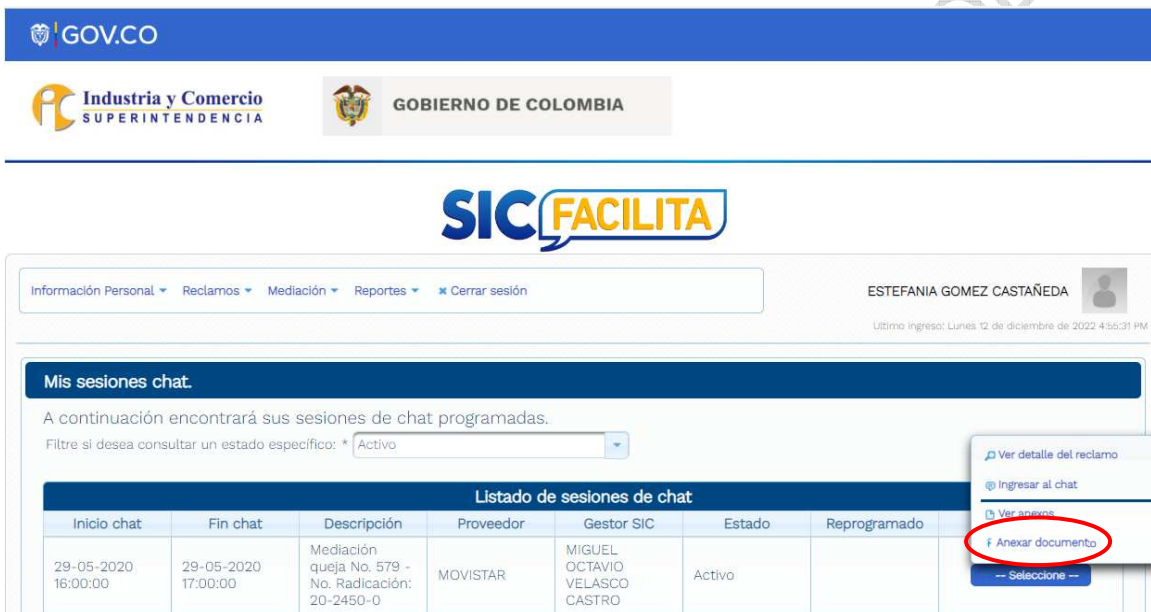 GOV.CO
Industria y Comercio
SUPERINTENDENCIA
GOBIERNO DE COLOMBIA
SIC FACILITA
Información Personal Reclamos Mediación Reportes Cerrar sesión
ESTEFANIA GOMEZ CASTAÑEDA
Ultimo ingreso: Lunes 12 de diciembre de 2022 4:55:31 PM
Mis sesiones chat.
A continuación encontrará sus sesiones de chat programadas.
Filtre si desea consultar un estado específico: * Activo
Ver detalle del reclamo
Ingresar al chat
Ver anexos
Anexar documento
Listado de sesiones de chat
Inicio chat Fin chat Descripción Proveedor Gestor SIC Estado Reprogramado
29-05-2020 16:00:00
29-05-2020 17:00:00
Mediación
queja No. 579 -
No. Radicación:
20-2450-0
MOVISTAR
MIGUEL
OCTAVIO
VELASCO
CASTRO
Activo
-- Seleccione --